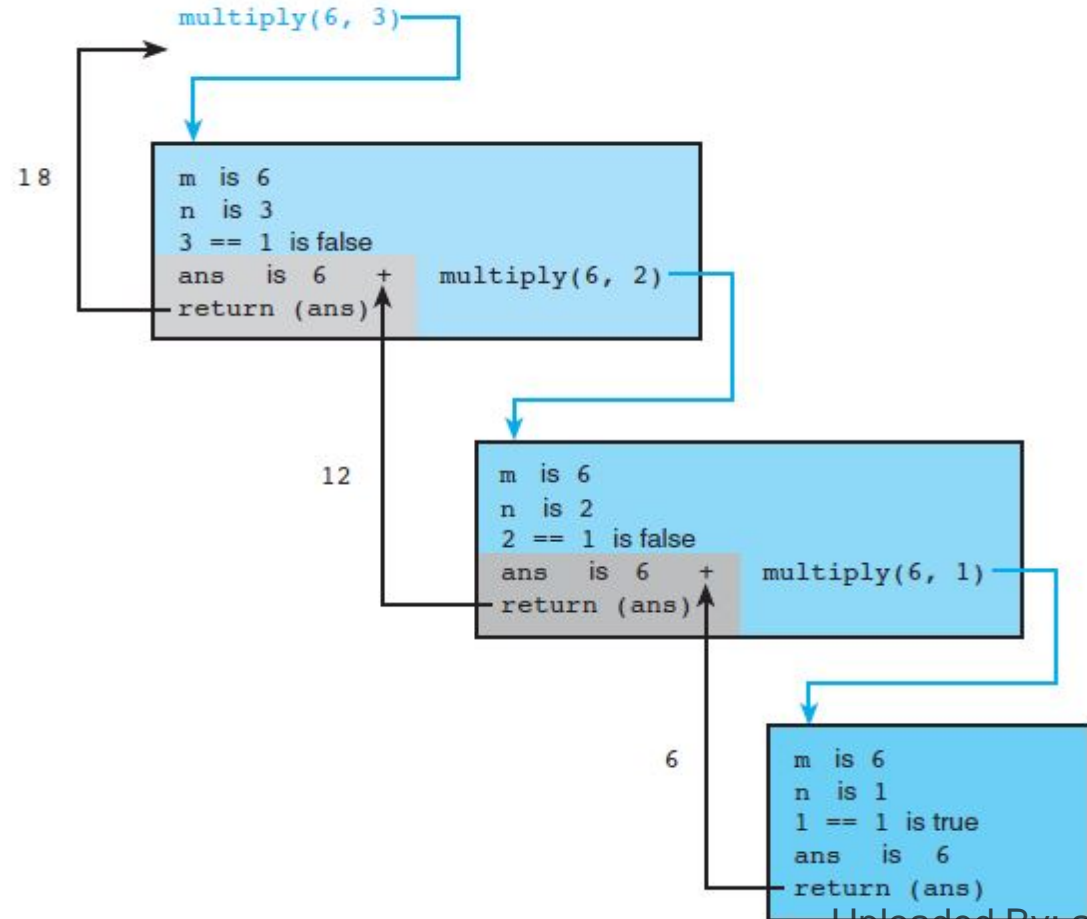 multiply(6, 3)
18
m is 6
n is 3
3 == 1 is false
ans is 6 + multiply(6, 2)
return (ans)
12
m is 6
n is 2
2 == 1 is false
ans is 6 + multiply(6, 1)
return (ans)
6
m is 6
n is 1
1 == 1 is true
ans is 6
return (ans)
Uploaded By: